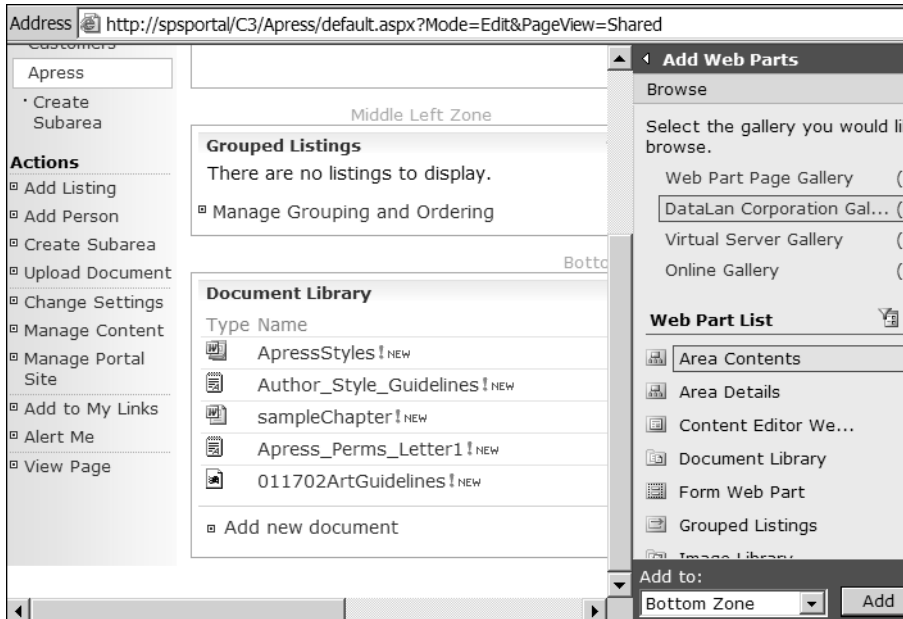 Address http://spsportal/C3/Apress/default.aspx?Mode=Edit&PageView=Shared
Customers
Apress
Create
Subarea
Actions
Add Listing
Add Person
Create Subarea
Upload Document
Change Settings
Manage Content
Manage Portal
Site
Add to My Links
Alert Me
View Page
Middle Left Zone
Grouped Listings
There are no listings to display.
Manage Grouping and Ordering
Botto
Document Library
Type Name
ApressStyles ! NEW
Author_Style_Guidelines ! NEW
sampleChapter ! NEW
Apress_Perms_Letter1 ! NEW
011702ArtGuidelines ! NEW
Add new document
Add Web Parts
Browse
Select the gallery you would li
browse.
Web Part Page Gallery (
DataLan Corporation Gal... (
Virtual Server Gallery (
Online Gallery (
Web Part List
Area Contents
Area Details
Content Editor We...
Document Library
Form Web Part
Grouped Listings
Image Library
Add to:
Bottom Zone
Add